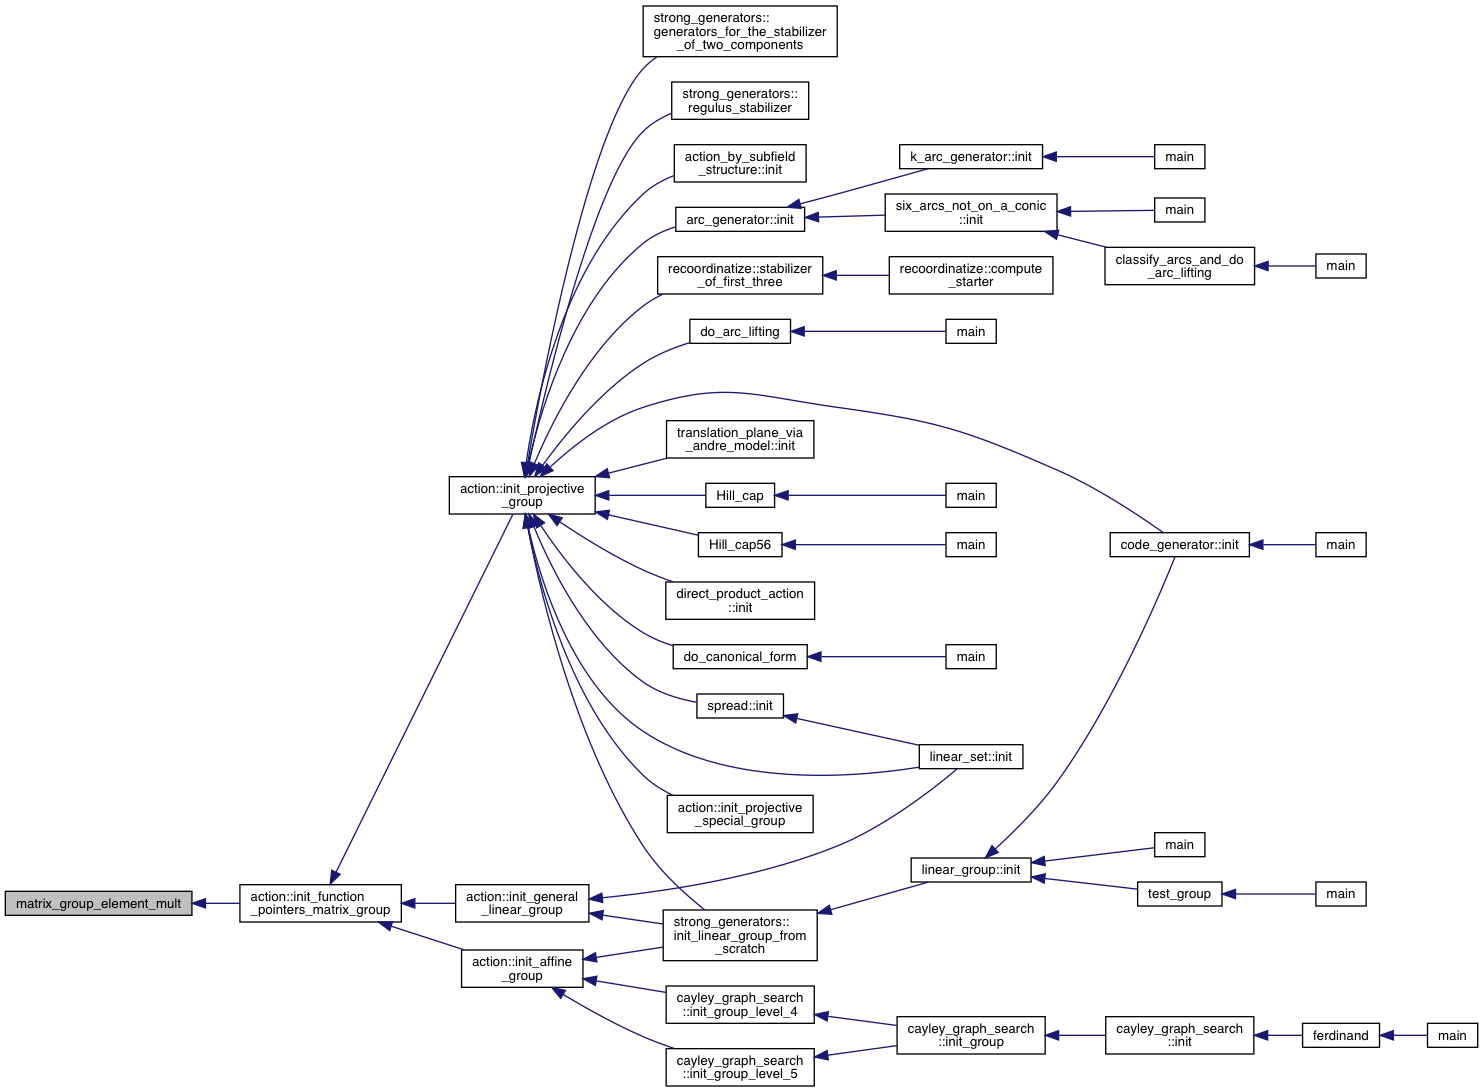 strong_generators::
generators_for_the_stabilizer
_of_two_components
strong_generators::
regulus_stabilizer
action_by_subfield
_structure::init
k_arc_generator::init
main
arc_generator::init
six_arcs_not_on_a_conic
::init
main
classify_arcs_and_do
_arc_lifting
main
recoordinatize::stabilizer
_of_first_three
recoordinatize::compute
_starter
do_arc_lifting
main
translation_plane_via
_andre_model::init
action::init_projective
_group
Hill_cap
main
Hill_cap56
main
code_generator::init
main
direct_product_action
::init
do_canonical_form
main
spread::init
linear_set::init
action::init_projective
_special_group
main
linear_group::init
test_group
main
matrix_group_element_mult
action::init_function
_pointers_matrix_group
action::init_general
_linear_group
strong_generators::
init_linear_group_from
_scratch
action::init_affine
_group
cayley_graph_search
::init_group_level_4
cayley_graph_search
::init_group
cayley_graph_search
::init
ferdinand
main
cayley_graph_search
::init_group_level_5